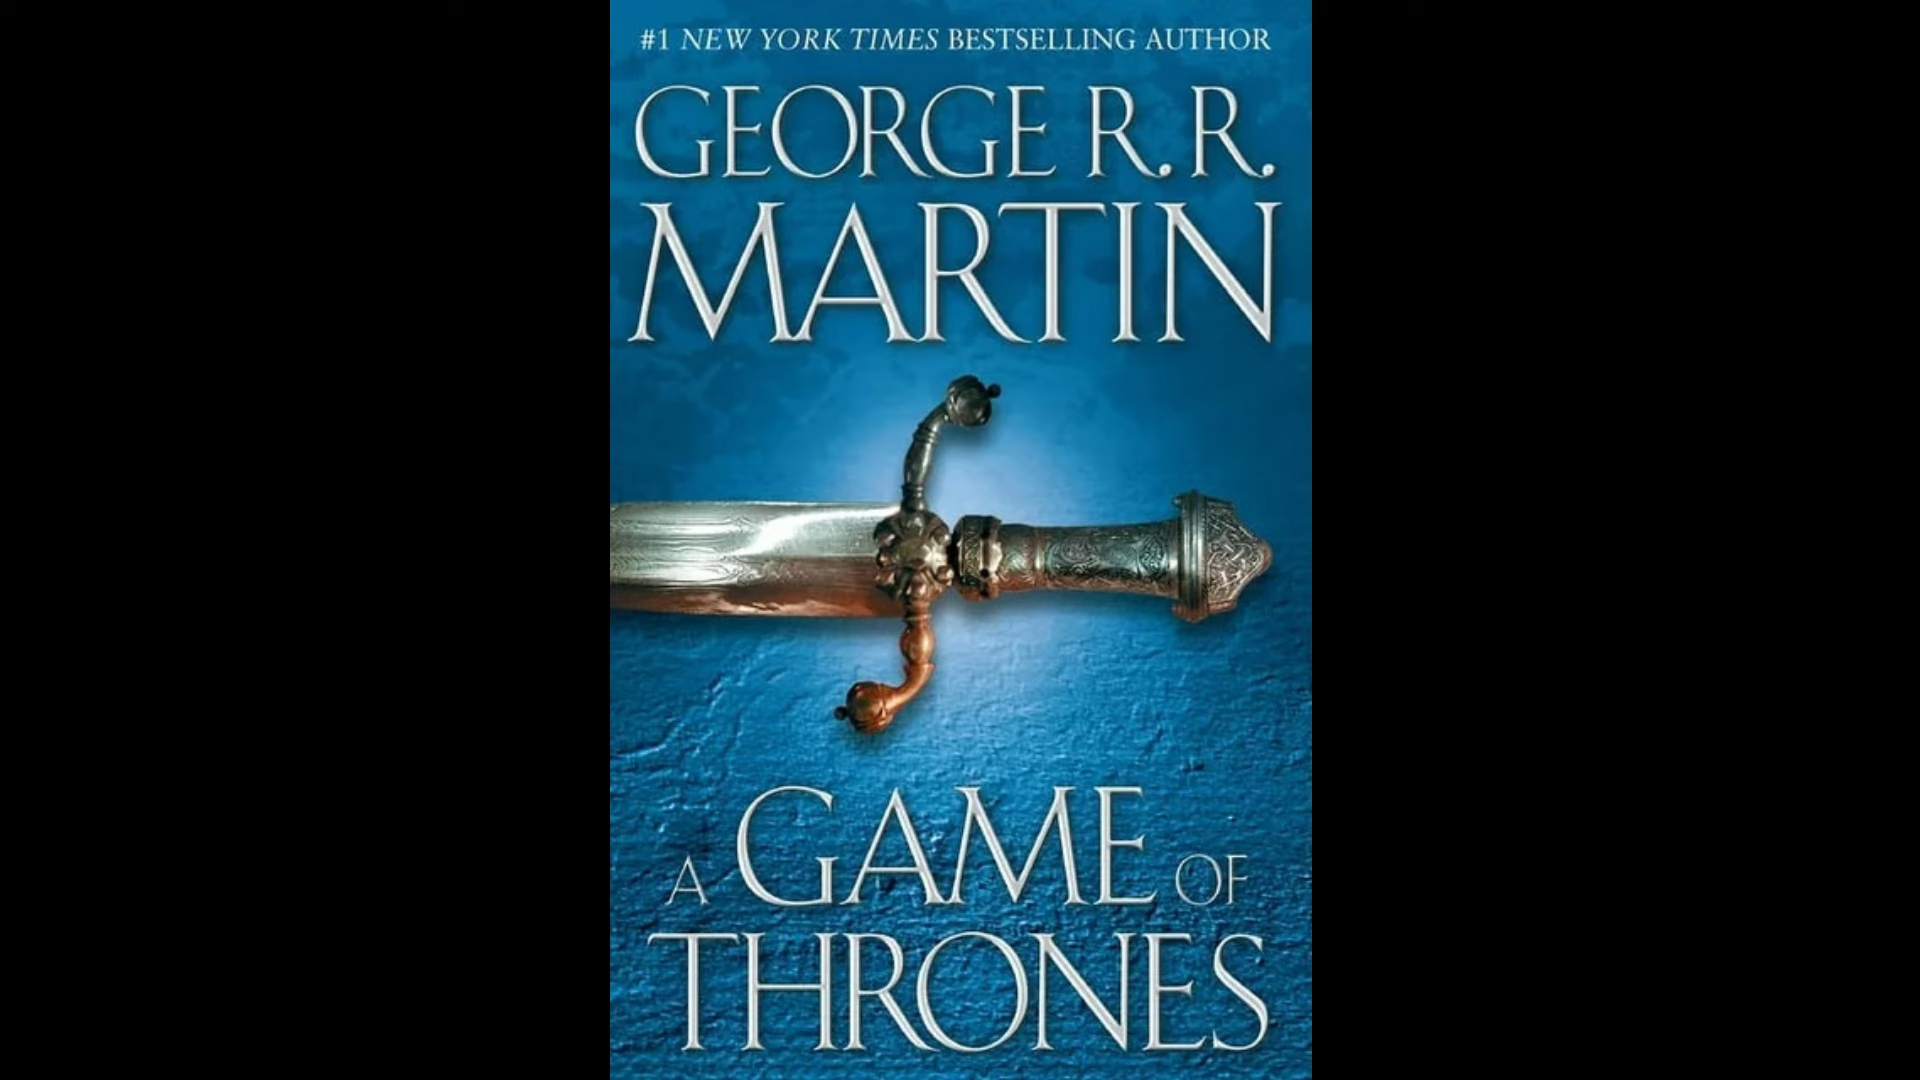 #1 NEW YORK TIMES BESTSELLING AUTHOR
GEORGE R. R.
MARTIN
A GAME OF
THRONES